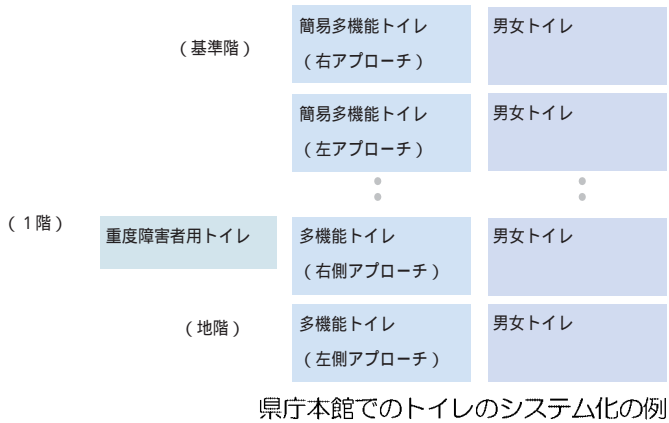 (基準階)
簡易多機能トイレ
(右アプローチ)
男女トイレ
簡易多機能トイレ
(左アプローチ)
男女トイレ
(1階)
重度障害者用トイレ
多機能トイレ
(右側アプローチ)
男女トイレ
(地階)
多機能トイレ
(左側アプローチ)
男女トイレ
県庁本館でのトイレのシステム化の例